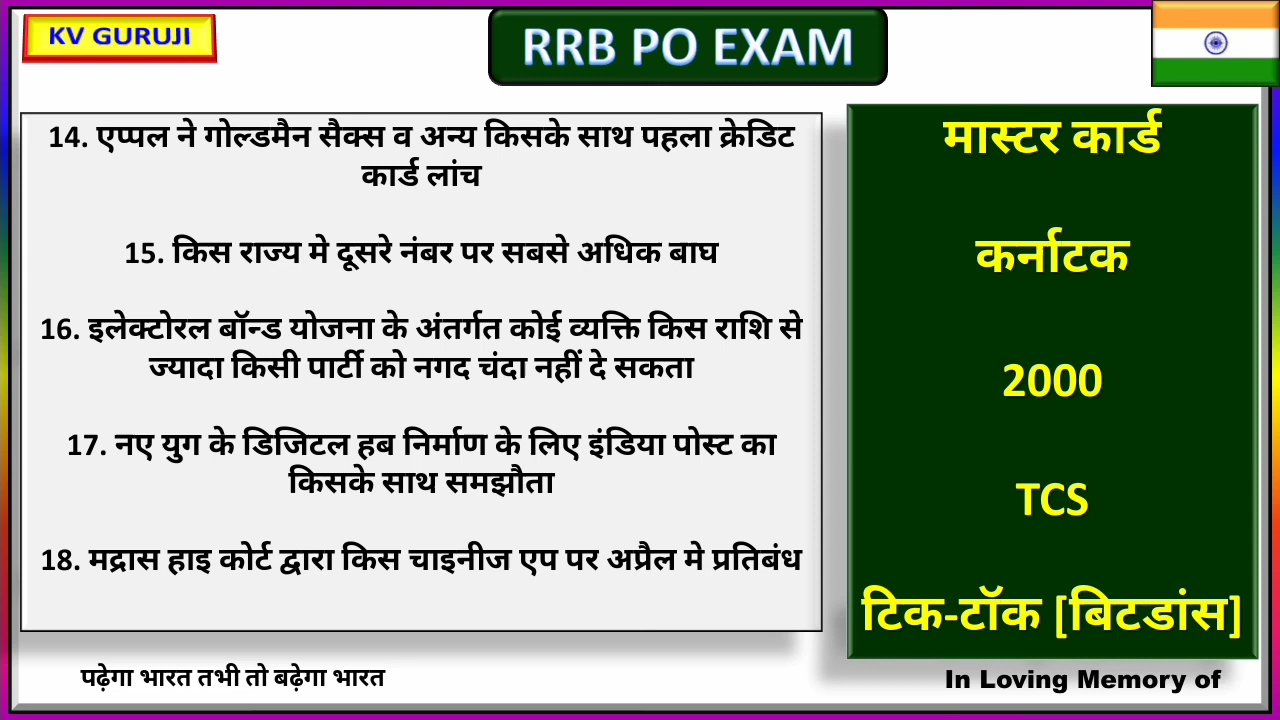 KV GURUJI
RRB PO EXAM
14. एप्पल ने गोल्डमैन सैक्स व अन्य किसके साथ पहला क्रेडिट
कार्ड लांच
15. किस राज्य मे दूसरे नंबर पर सबसे अधिक बाघ
16. इलेक्टोरल बॉन्ड योजना के अंतर्गत कोई व्यक्ति किस राशि से
ज्यादा किसी पार्टी को नगद चंदा नहीं दे सकता
17. नए युग के डिजिटल हब निर्माण के लिए इंडिया पोस्ट का
किसके साथ समझौता
18. मद्रास हाइ कोर्ट द्वारा किस चाइनीज एप पर अप्रैल मे प्रतिबंध
मास्टर कार्ड
कर्नाटक
2000
TCS
टिक-टॉक [बिटडांस]
पढ़ेगा भारत तभी तो बढ़ेगा भारत
In Loving Memory of